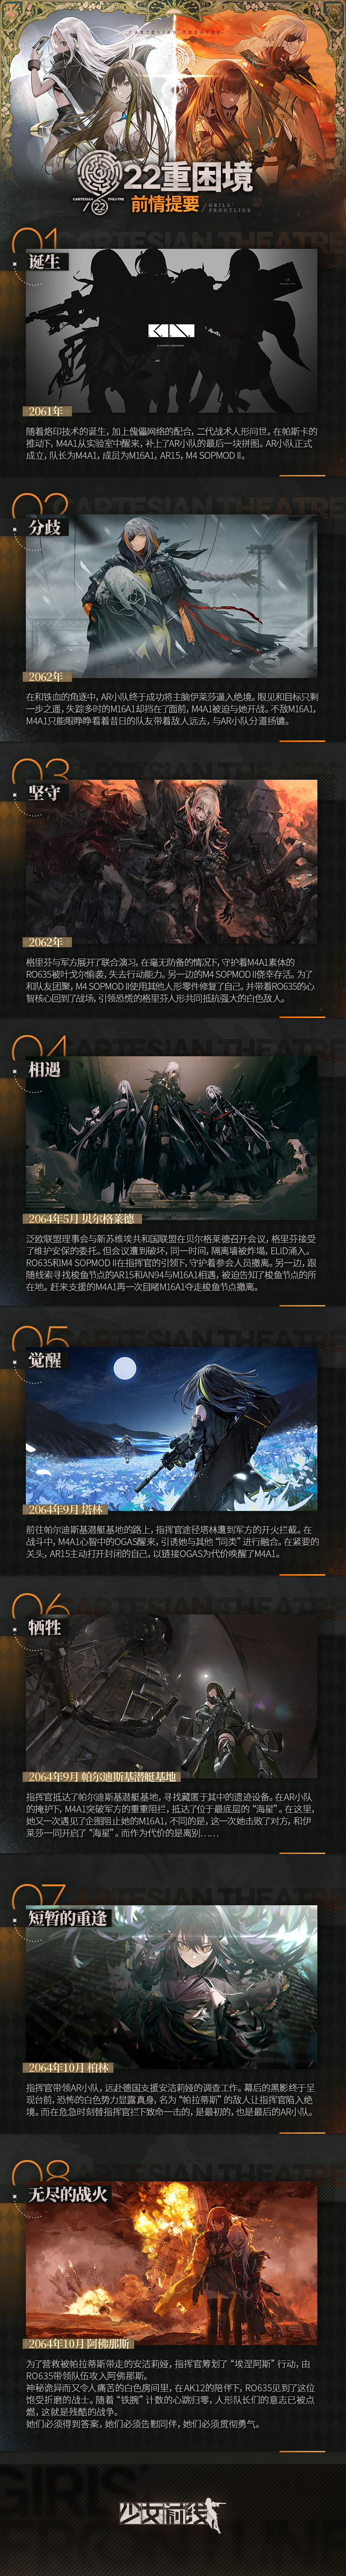 CARTESIAN THEATRE
22重困境
CARTESIAN THEATRE
22
前情提要
GRILS'
FRONTLINE
01
诞生
2061年
随着烙印技术的诞生，加上傀儡网络的配合，二代战术人形问世。在帕斯卡的
推动下，M4A1从实验室中醒来，补上了AR小队的最后一块拼图。AR小队正式
成立，队长为M4A1，成员为M16A1，AR15，M4 SOPMOD II。
02
分歧
2062年
在和铁血的角逐中，AR小队终于成功将主脑伊莱莎逼入绝境。眼见和目标只剩
一步之遥，失踪多时的M16A1却挡在了面前，M4A1被迫与她开战。不敌M16A1，
M4A1只能眼睁睁看着昔日的队友带着敌人远去，与AR小队分道扬镳。
03
坚守
2062年
格里芬与军方展开了联合演习，在毫无防备的情况下，守护着M4A1素体的
RO635被叶戈尔偷袭，失去行动能力。另一边的M4 SOPMOD II侥幸存活。为了
和队友团聚，M4 SOPMOD II使用其他人形零件修复了自己，并带着RO635的心
智核心回到了战场，引领恐慌的格里芬人形共同抵抗强大的白色敌人。
04
相遇
2064年5月 贝尔格莱德
泛欧联盟理事会与新苏维埃共和国联盟在贝尔格莱德召开会议，格里芬接受
了维护安保的委托。但会议遭到破坏，同一时间，隔离墙被炸塌，ELID涌入。
RO635和M4 SOPMOD II在指挥官的引领下，守护着参会人员撤离。另一边，跟
随线索寻找梭鱼节点的AR15和AN94与M16A1相遇，被迫告知了梭鱼节点的所
在地。赶来支援的M4A1再一次目睹M16A1夺走梭鱼节点撤离。
05
觉醒
2064年9月 塔林
前往帕尔迪斯基潜艇基地的路上，指挥官途径塔林遭到军方的开火拦截。在
战斗中，M4A1心智中的OGAS醒来，引诱她与其他“同类”进行融合。在紧要的
关头，AR15主动打开封闭的自己，以链接OGAS为代价唤醒了M4A1。
06
牺牲
2064年9月 帕尔迪斯基潜艇基地
指挥官抵达了帕尔迪斯基潜艇基地，寻找藏匿于其中的遗迹设备。在AR小队
的掩护下，M4A1突破军方的重重阻拦，抵达了位于最底层的“海星”。在这里，
她又一次遇见了企图阻止她的M16A1，不同的是，这一次她击败了对方，和伊
莱莎一同开启了“海星”。而作为代价的是离别……
07
短暂的重逢
2064年10月 柏林
指挥官带领AR小队，远赴德国支援安洁莉娅的调查工作。幕后的黑影终于呈
现台前，恐怖的白色势力显露真身，名为“帕拉蒂斯”的敌人让指挥官陷入绝
境。而在危急时刻替指挥官拦下致命一击的，是最初的，也是最后的AR小队。
08
无尽的战火
2064年10月 阿佛那斯
为了营救被帕拉蒂斯带走的安洁莉娅，指挥官筹划了“埃涅阿斯”行动，由
RO635带领队伍攻入阿佛那斯。
神秘诡异而又令人痛苦的白色房间里，在AK12的陪伴下，RO635见到了这位
饱受折磨的战士。随着“铁腕”计数的心跳归零，人形队长们的意志已被点
燃，这就是残酷的战争。
她们必须得到答案，她们必须告慰同伴，她们必须贯彻勇气。
少女前线